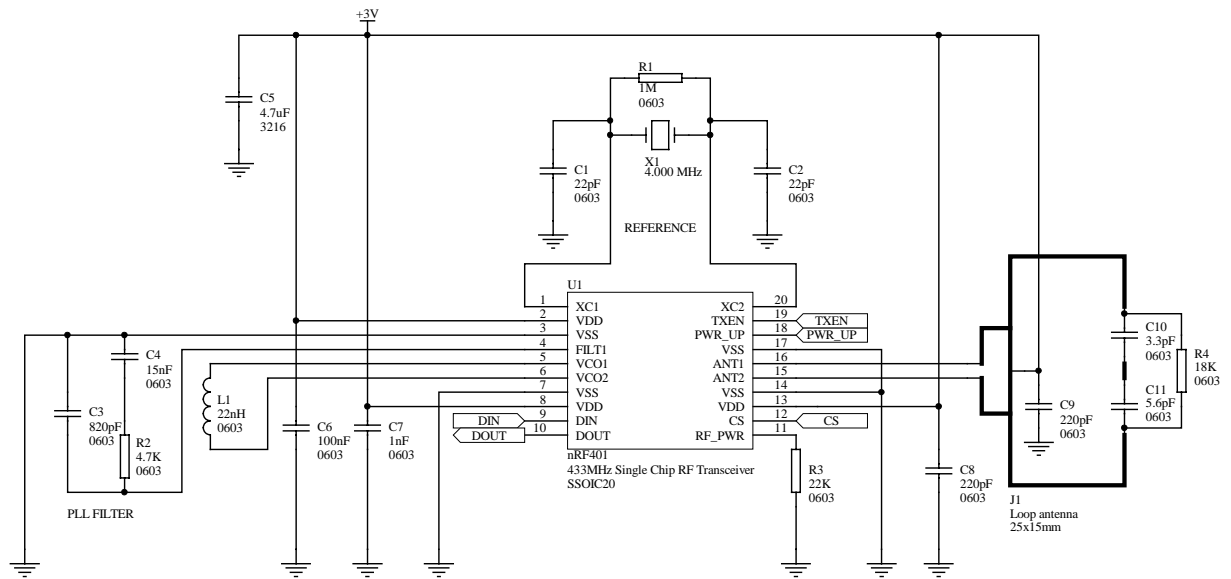 +3V
R1
1M
0603
C5
4.7uF
3216
X1
4.000 MHz
C1
22pF
0603
C2
22pF
0603
REFERENCE
U1
1
2
3
4
5
6
7
8
9
10
XC1
VDD
VSS
FILT1
VCO1
VCO2
VSS
VDD
DIN
DOUT
XC2
TXEN
PWR_UP
VSS
ANT1
ANT2
VSS
VDD
CS
RF_PWR
20
19
18
17
16
15
14
13
12
11
TXEN
PWR_UP
CS
DIN
DOUT
nRF401
433MHz Single Chip RF Transceiver
SSOIC20
C4
15nF
0603
C3
820pF
0603
R2
4.7K
0603
PLL FILTER
L1
22nH
0603
C6
100nF
0603
C7
1nF
0603
R3
22K
0603
C8
220pF
0603
C9
220pF
0603
C10
3.3pF
0603
C11
5.6pF
0603
R4
18K
0603
J1
Loop antenna
25x15mm